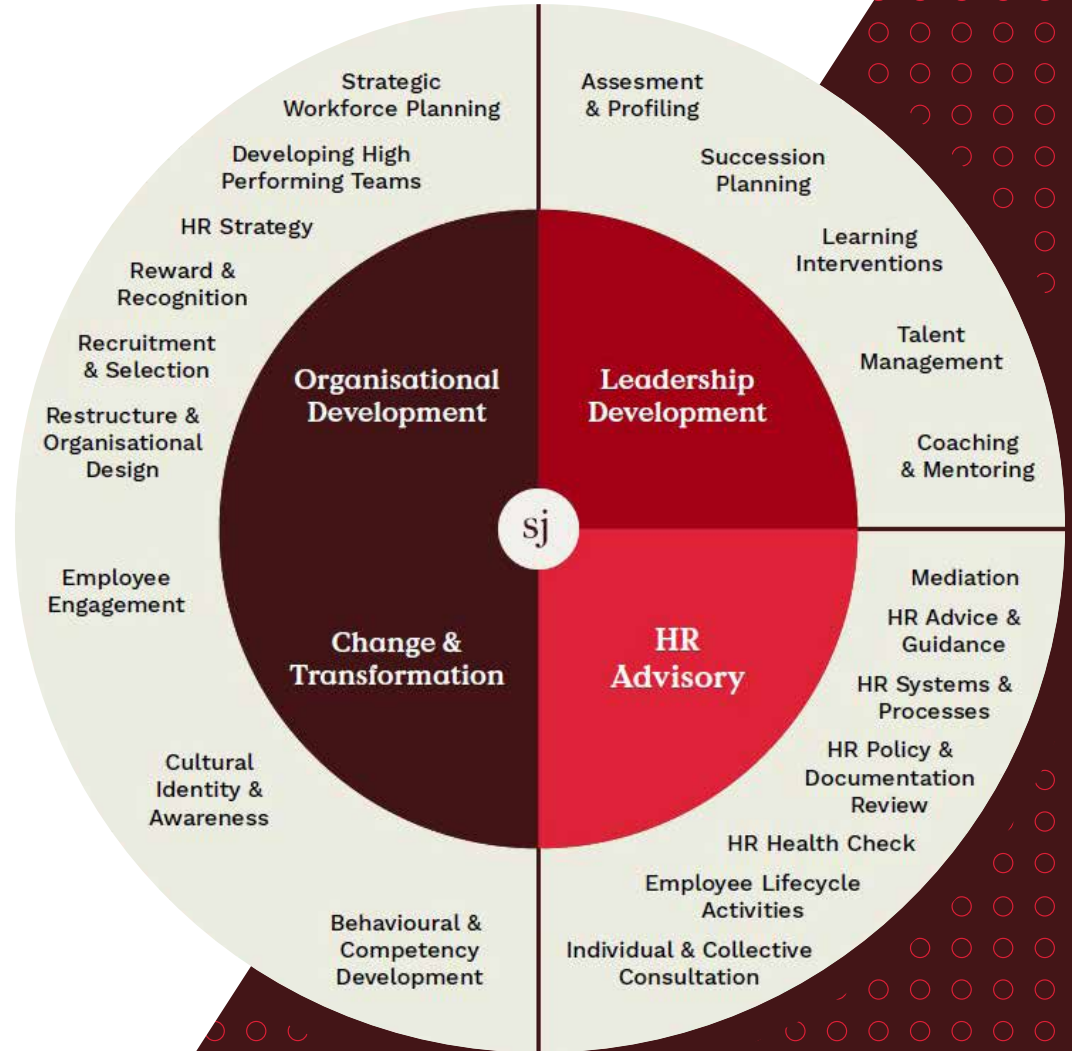 Strategic
Workforce Planning
Developing High
Performing Teams
HR Strategy
Reward &
Recognition
Recruitment
& Selection
Restructure &
Organisational
Design
Employee
Engagement
Cultural
Identity &
Awareness
Behavioural &
Competency
Development
Organisational
Development
Change &
Transformation
sj
Leadership
Development
HR
Advisory
Assesment
& Profiling
Succession
Planning
Learning
Interventions
Talent
Management
Coaching
& Mentoring
Mediation
HR Advice &
Guidance
HR Systems &
Processes
HR Policy &
Documentation
Review
HR Health Check
Employee Lifecycle
Activities
Individual & Collective
Consultation